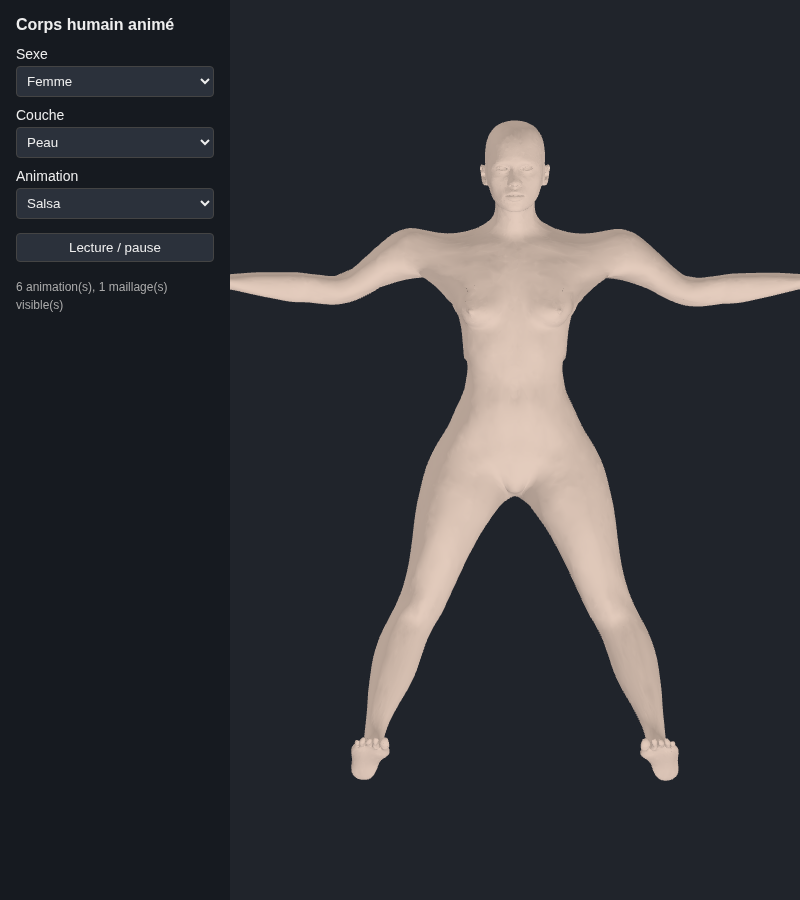 Corps humain animé
Sexe
Femme
Couche
Peau
Animation
Salsa
Lecture / pause
6 animation(s), 1 maillage(s)
visible(s)